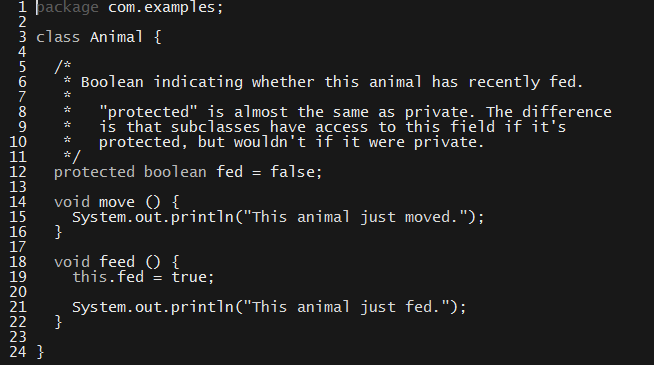 1 package com.examples;
2
3 class Animal {
4
5   /*
6    * Boolean indicating whether this animal has recently fed.
7    *
8    *   "protected" is almost the same as private. The difference
9    *   is that subclasses have access to this field if it's
10    *   protected, but wouldn't if it were private.
11    */
12   protected boolean fed = false;
13
14   void move () {
15     System.out.println("This animal just moved.");
16   }
17
18   void feed () {
19     this.fed = true;
20
21     System.out.println("This animal just fed.");
22   }
23
24 }